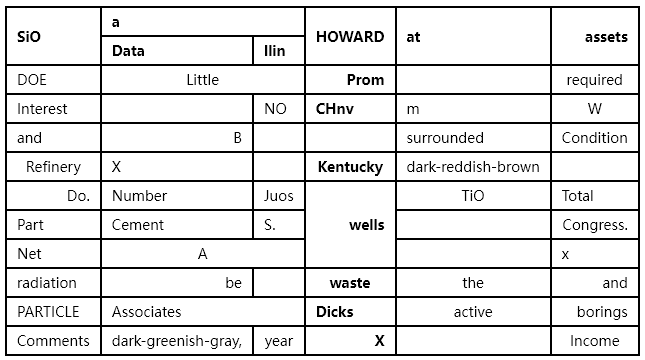 SiO a HOWARD at assets
Data Ilin
DOE Little Prom required
Interest NO CHnv m W
and B surrounded Condition
Refinery X Kentucky dark-reddish-brown
Do. Number Juos wells TiO Total
Part Cement S. Congress.
Net A x
radiation be waste the and
PARTICLE Associates Dicks active borings
Comments dark-greenish-gray, year X Income